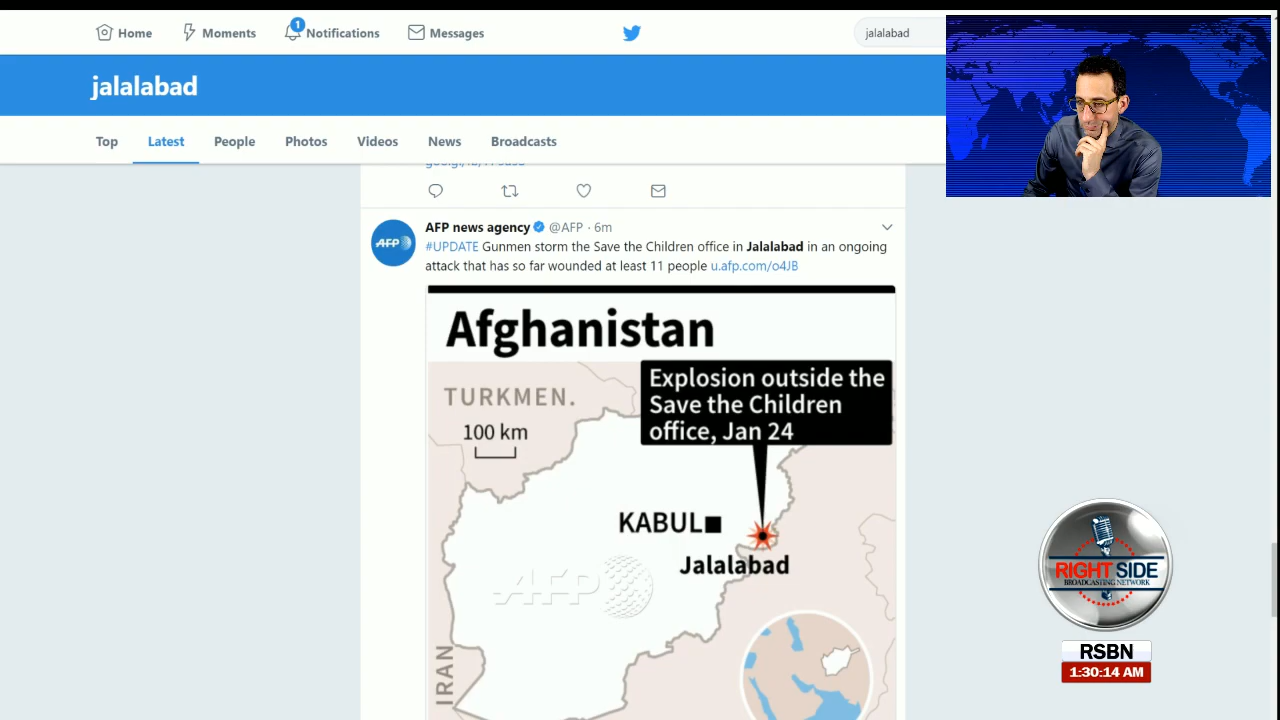 Home
Moments
1
Notifications
Messages
jalalabad
jalalabad
Top
Latest
People
Photos
Videos
News
Broadcasts
AFP
AFP news agency @AFP · 6m
#UPDATE Gunmen storm the Save the Children office in Jalalabad in an ongoing
attack that has so far wounded at least 11 people u.afp.com/o4JB
Afghanistan
Explosion outside the
Save the Children
office, Jan 24
TURKMEN.
100 km
KABUL
Jalalabad
AFP
IRAN
RIGHT SIDE
BROADCASTING NETWORK
RSBN
1:30:14 AM